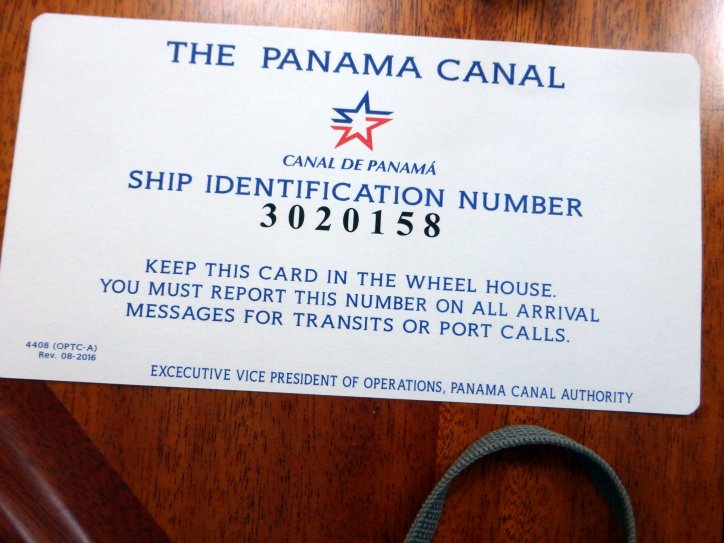 THE PANAMA CANAL
CANAL DE PANAMÁ
SHIP IDENTIFICATION NUMBER
3020158
KEEP THIS CARD IN THE WHEEL HOUSE.
YOU MUST REPORT THIS NUMBER ON ALL ARRIVAL
MESSAGES FOR TRANSITS OR PORT CALLS.
4408 (OPTC-A)
Rev. 08-2016
EXCECUTIVE VICE PRESIDENT OF OPERATIONS, PANAMA CANAL AUTHORITY